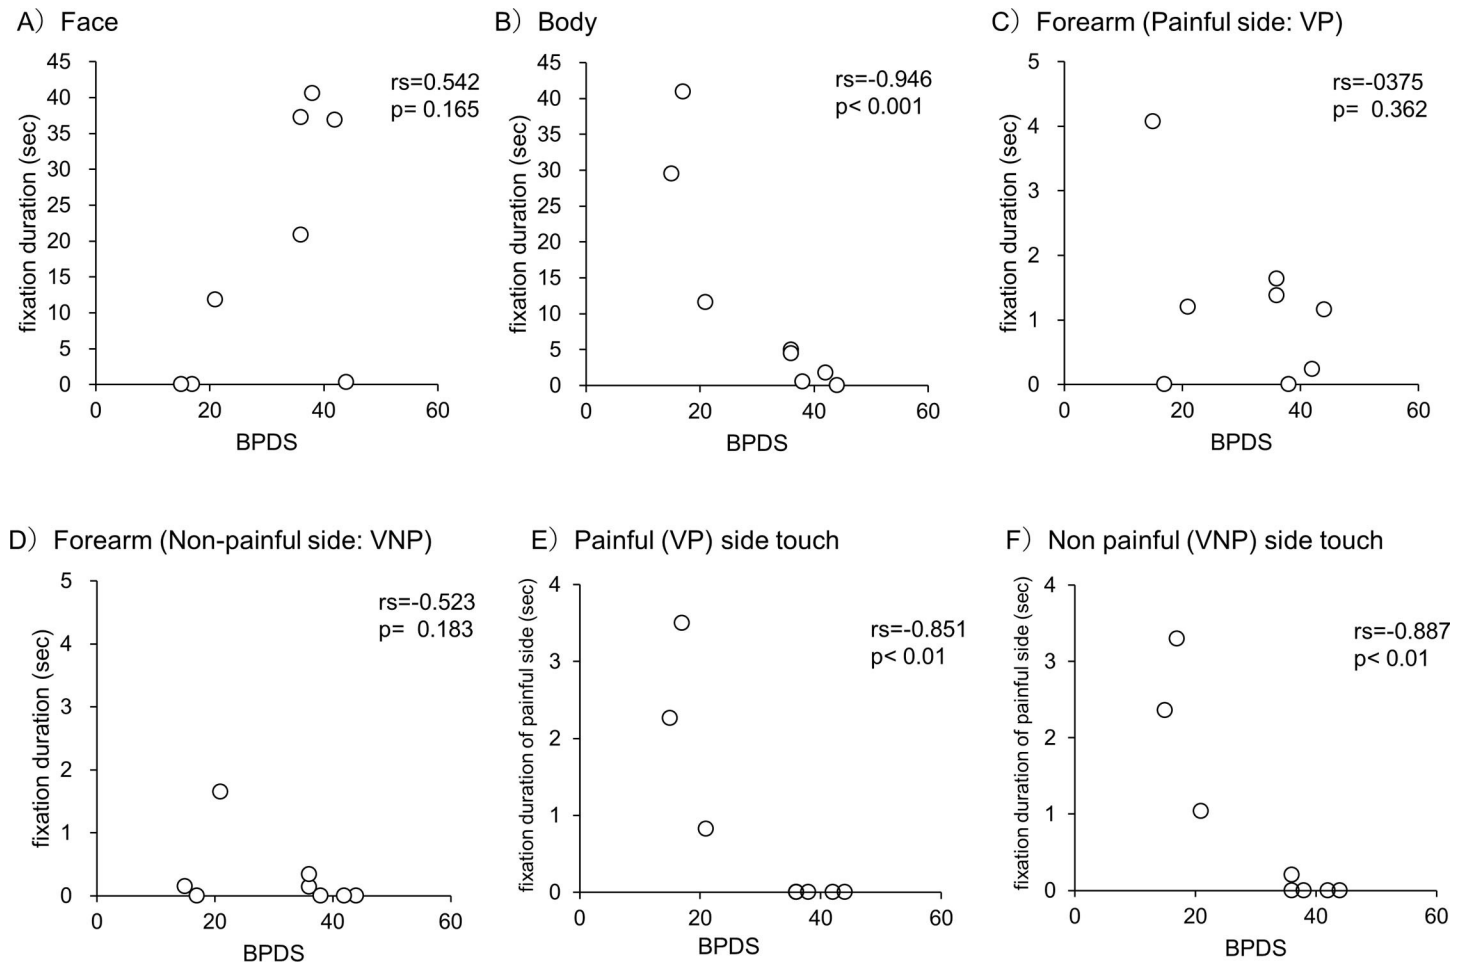 A）Face
rs=0.542
p= 0.165
fixation duration (sec)
45
40
35
30
25
20
15
10
5
0
0 20 40 60
BPDS
B）Body
rs=-0.946
p< 0.001
fixation duration (sec)
45
40
35
30
25
20
15
10
5
0
0 20 40 60
BPDS
C）Forearm (Painful side: VP)
rs=-0375
p= 0.362
fixation duration (sec)
5
4
3
2
1
0
0 20 40 60
BPDS
D）Forearm (Non-painful side: VNP)
rs=-0.523
p= 0.183
fixation duration (sec)
5
4
3
2
1
0
0 20 40 60
BPDS
E）Painful (VP) side touch
rs=-0.851
p< 0.01
fixation duration of painful side (sec)
4
3
2
1
0
0 20 40 60
BPDS
F）Non painful (VNP) side touch
rs=-0.887
p< 0.01
fixation duration of painful side (sec)
4
3
2
1
0
0 20 40 60
BPDS